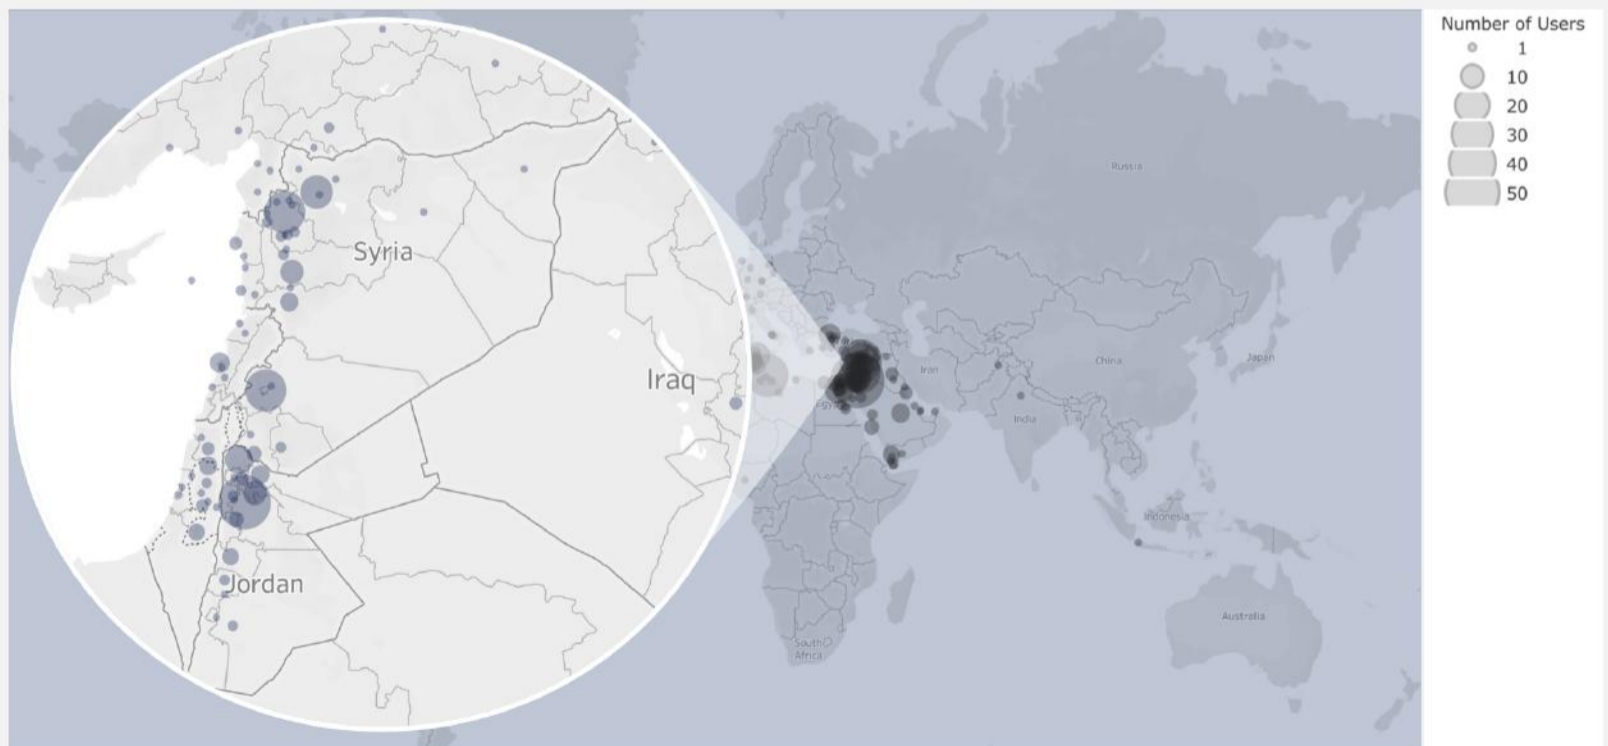 Number of Users
1
10
20
30
40
50
Syria
Iraq
Jordan
Russia
China
Japan
Iran
India
Indonesia
Australia
South
Africa